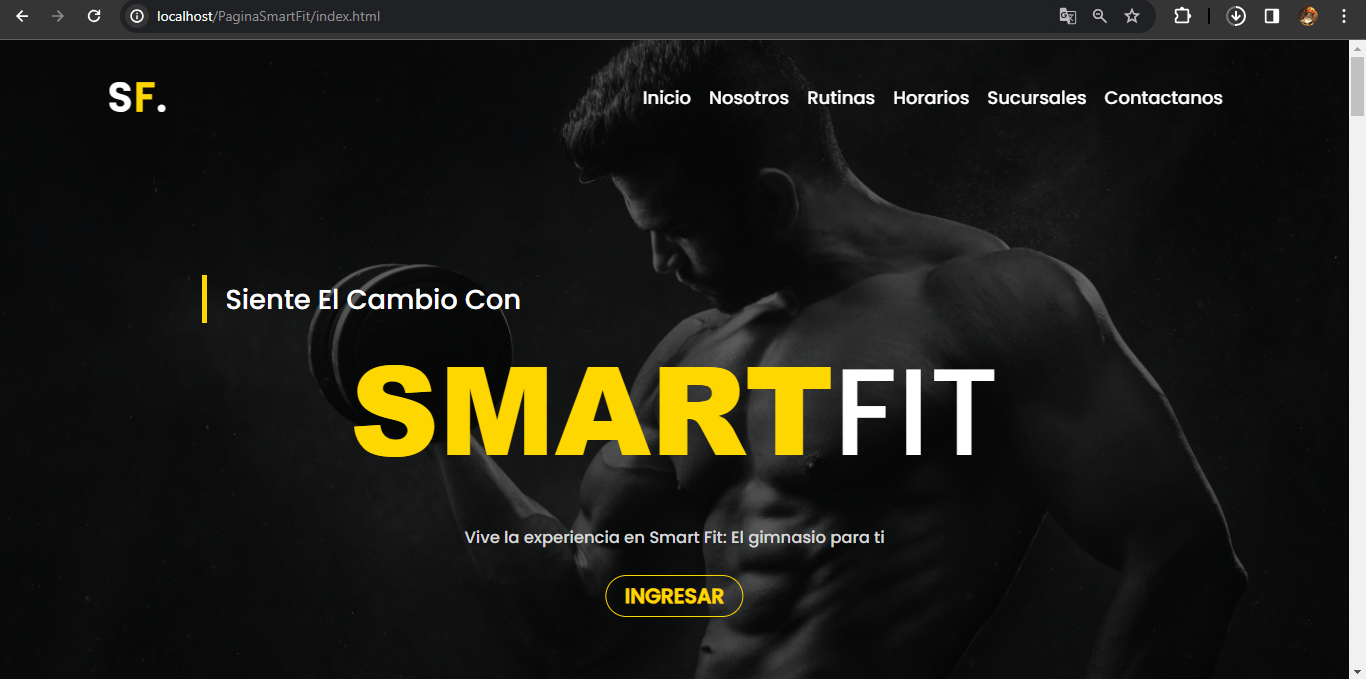 localhost/PaginaSmartFit/index.html
SF.
Inicio Nosotros Rutinas Horarios Sucursales Contactanos
Siente El Cambio Con
SMARTFIT
Vive la experiencia en Smart Fit: El gimnasio para ti
INGRESAR